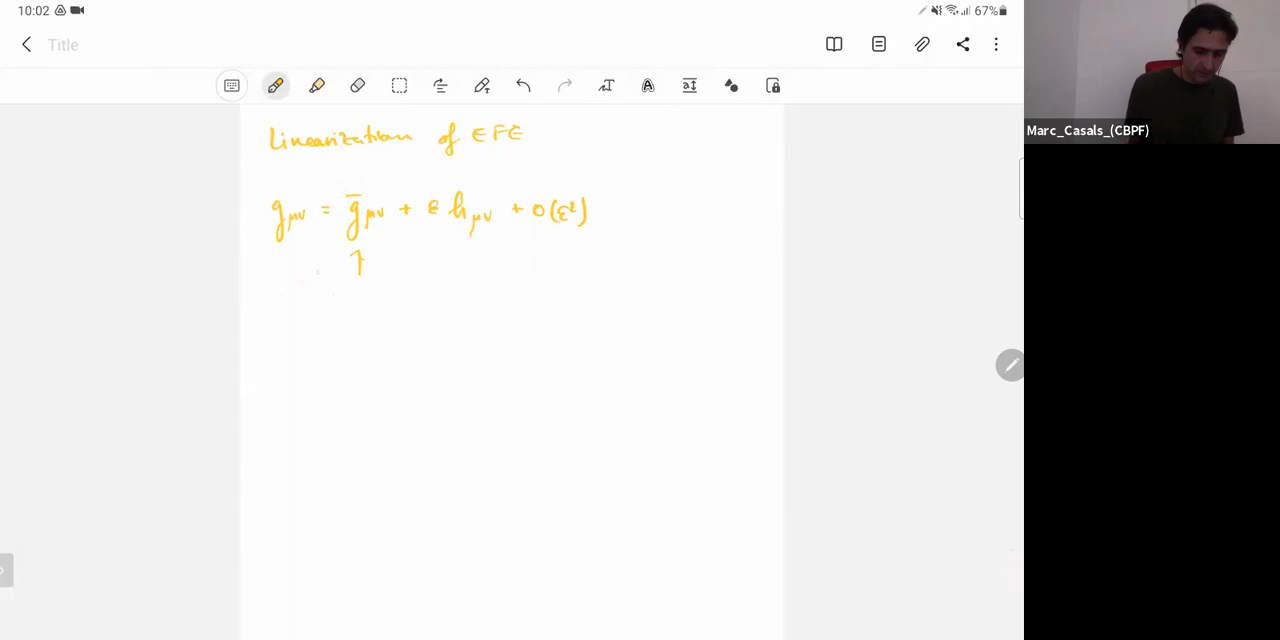 10:02
67%
Title
Linearization of EFE
g_μν = ḡ_μν + ε h_μν + O(ε²)
↑
Marc_Casals_(CBPF)